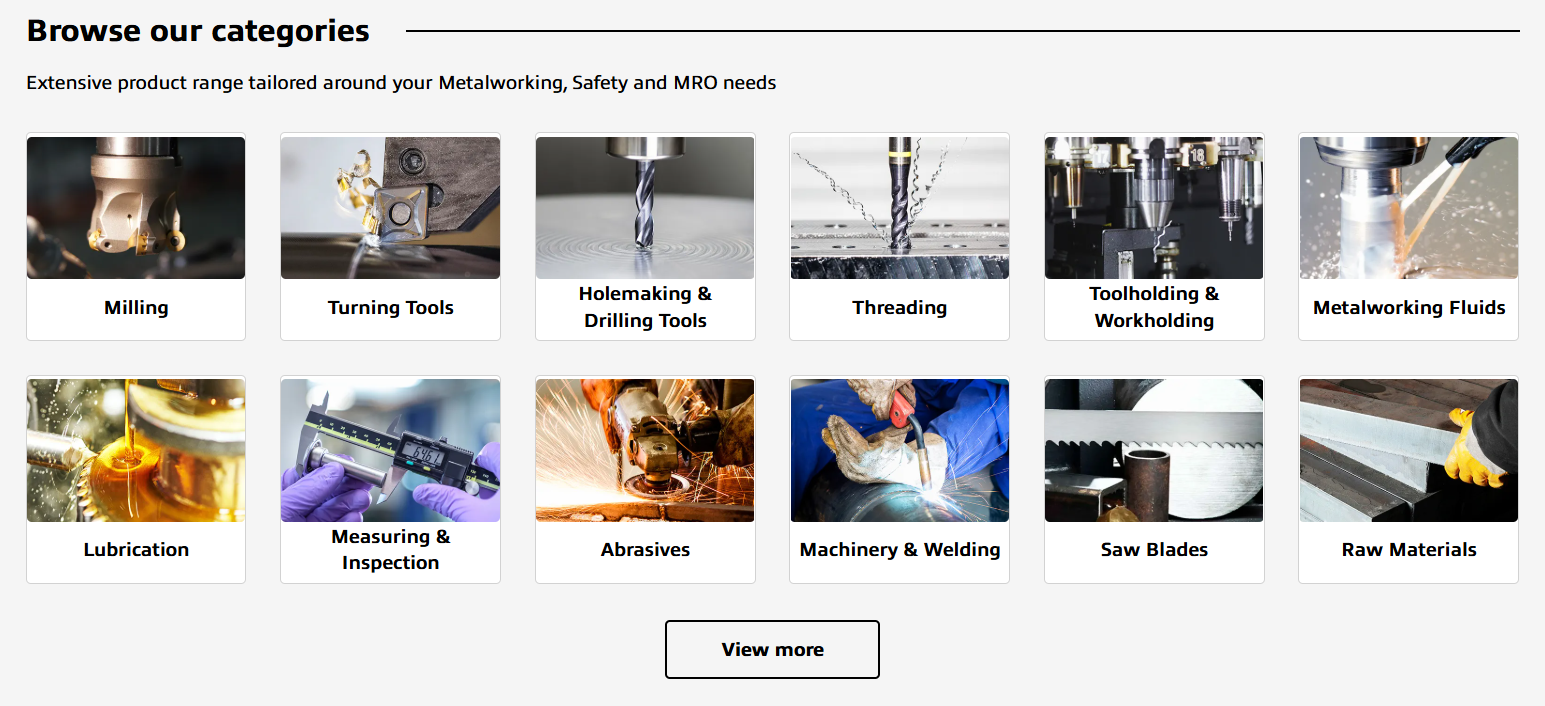 Browse our categories
Extensive product range tailored around your Metalworking, Safety and MRO needs
18
Milling
Turning Tools
Holemaking &
Drilling Tools
Threading
Toolholding &
Workholding
Metalworking Fluids
Lubrication
Measuring &
Inspection
Abrasives
Machinery & Welding
Saw Blades
Raw Materials
View more